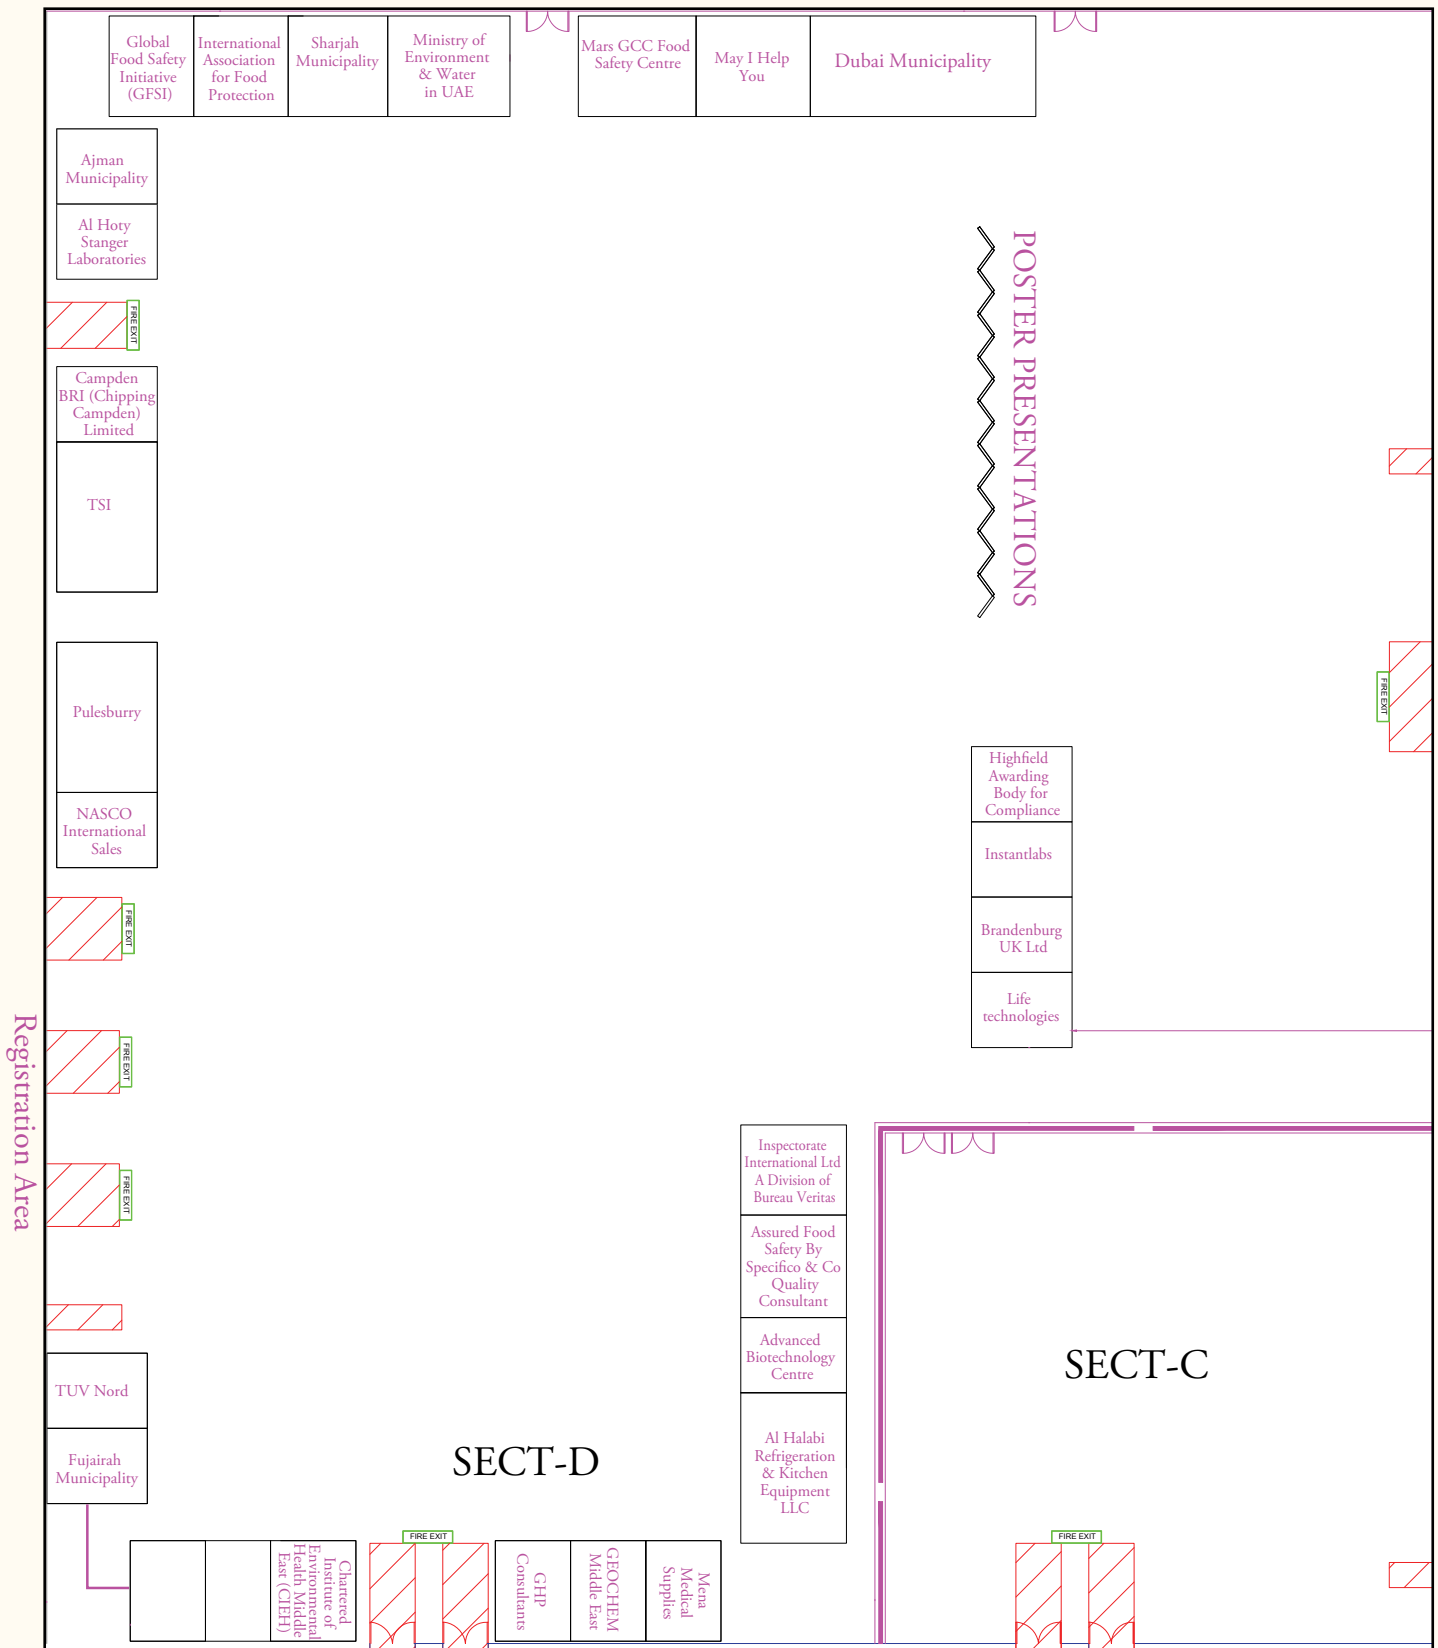 Global
Food Safety
Initiative
(GFSI)
International
Association
for Food
Protection
Sharjah
Municipality
Ministry of
Environment
& Water
in UAE
Mars GCC Food
Safety Centre
May I Help
You
Dubai Municipality
Ajman
Municipality
Al Hoty
Stanger
Laboratories
FIRE EXIT
Campden
BRI (Chipping
Campden)
Limited
TSI
POSTER PRESENTATIONS
Pulesburry
NASCO
International
Sales
FIRE EXIT
Highfield
Awarding
Body for
Compliance
Instantlabs
Brandenburg
UK Ltd
Life
technologies
FIRE EXIT
FIRE EXIT
FIRE EXIT
Registration Area
Inspectorate
International Ltd
A Division of
Bureau Veritas
Assured Food
Safety By
Specifico & Co
Quality
Consultant
Advanced
Biotechnology
Centre
Al Halabi
Refrigeration
& Kitchen
Equipment
LLC
SECT-C
TUV Nord
Fujairah
Municipality
SECT-D
Chartered
Institute of
Environmental
Health Middle
East (CIEH)
FIRE EXIT
GHP
Consultants
GEOCHEM
Middle East
Mena
Medical
Supplies
FIRE EXIT